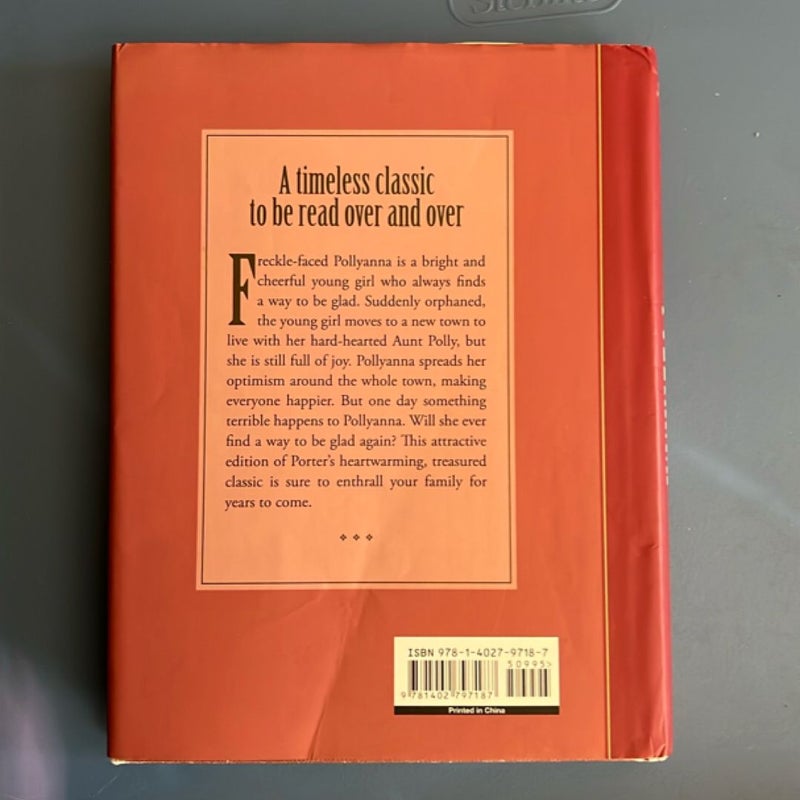 A timeless classic
to be read over and over
Freckle-faced Pollyanna is a bright and
cheerful young girl who always finds
a way to be glad. Suddenly orphaned,
the young girl moves to a new town to
live with her hard-hearted Aunt Polly, but
she is still full of joy. Pollyanna spreads her
optimism around the whole town, making
everyone happier. But one day something
terrible happens to Pollyanna. Will she ever
find a way to be glad again? This attractive
edition of Porter's heartwarming, treasured
classic is sure to enthrall your family for
years to come.
ISBN 978-1-4027-9718-7
50995>
9 781402 797187
Printed in China